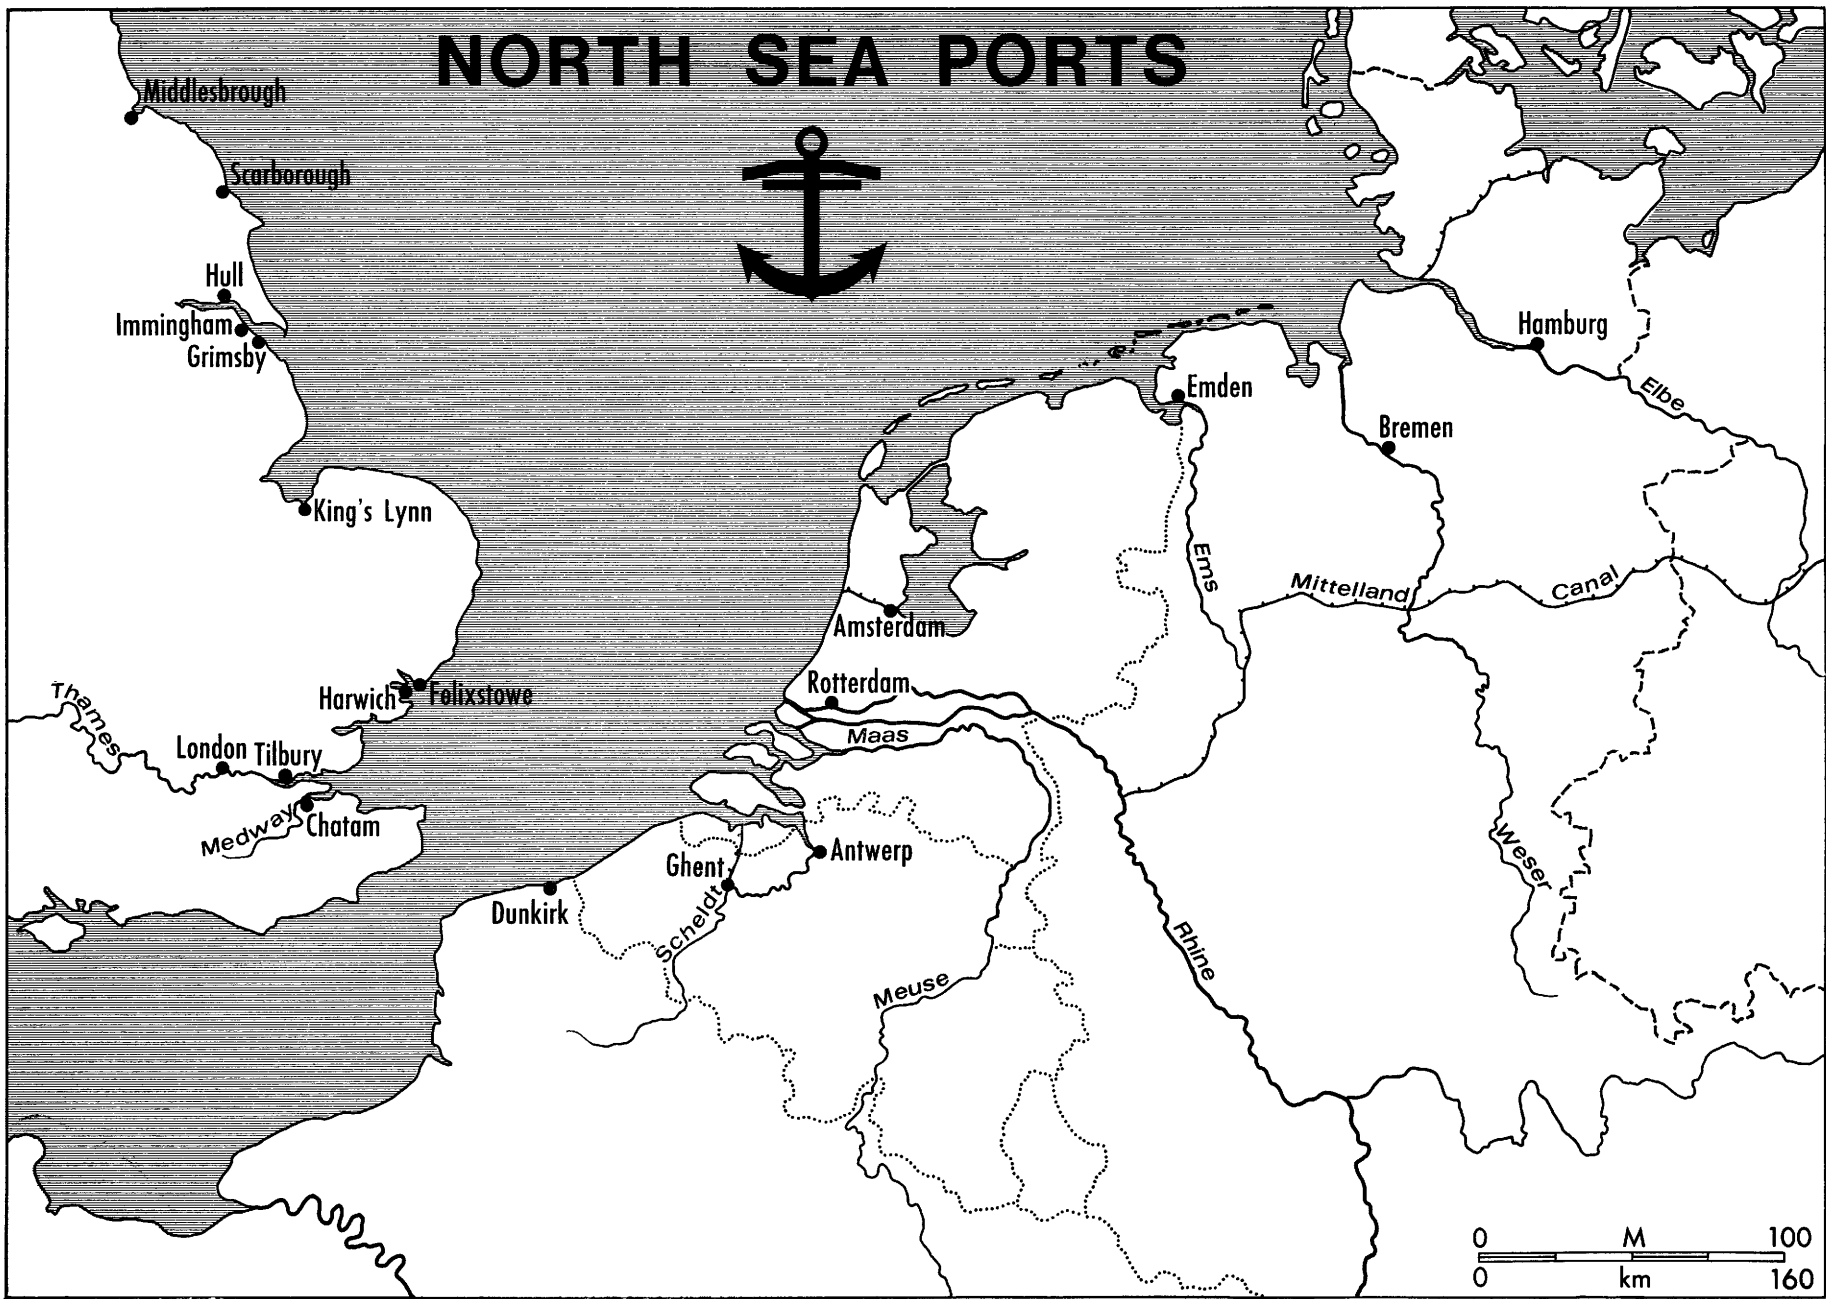 NORTH SEA PORTS
Middlesbrough
Scarborough
Hull
Immingham
Grimsby
King's Lynn
Harwich
Felixstowe
Thames
London
Tilbury
Medway
Chatam
Hamburg
Elbe
Emden
Bremen
Ems
Mittelland Canal
Amsterdam
Rotterdam
Maas
Antwerp
Ghent
Dunkirk
Scheldt
Meuse
Rhine
Weser
0 M 100
0 km 160